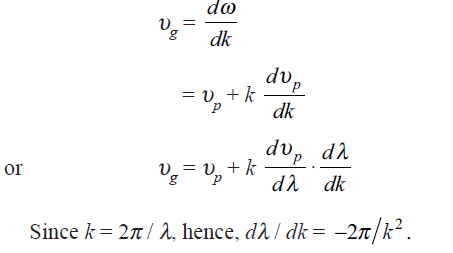 υ_g = dω/dk
= υ_p + k dυ_p/dk
or υ_g = υ_p + k dυ_p/dλ · dλ/dk
Since k = 2π / λ, hence, dλ / dk = −2π/k².